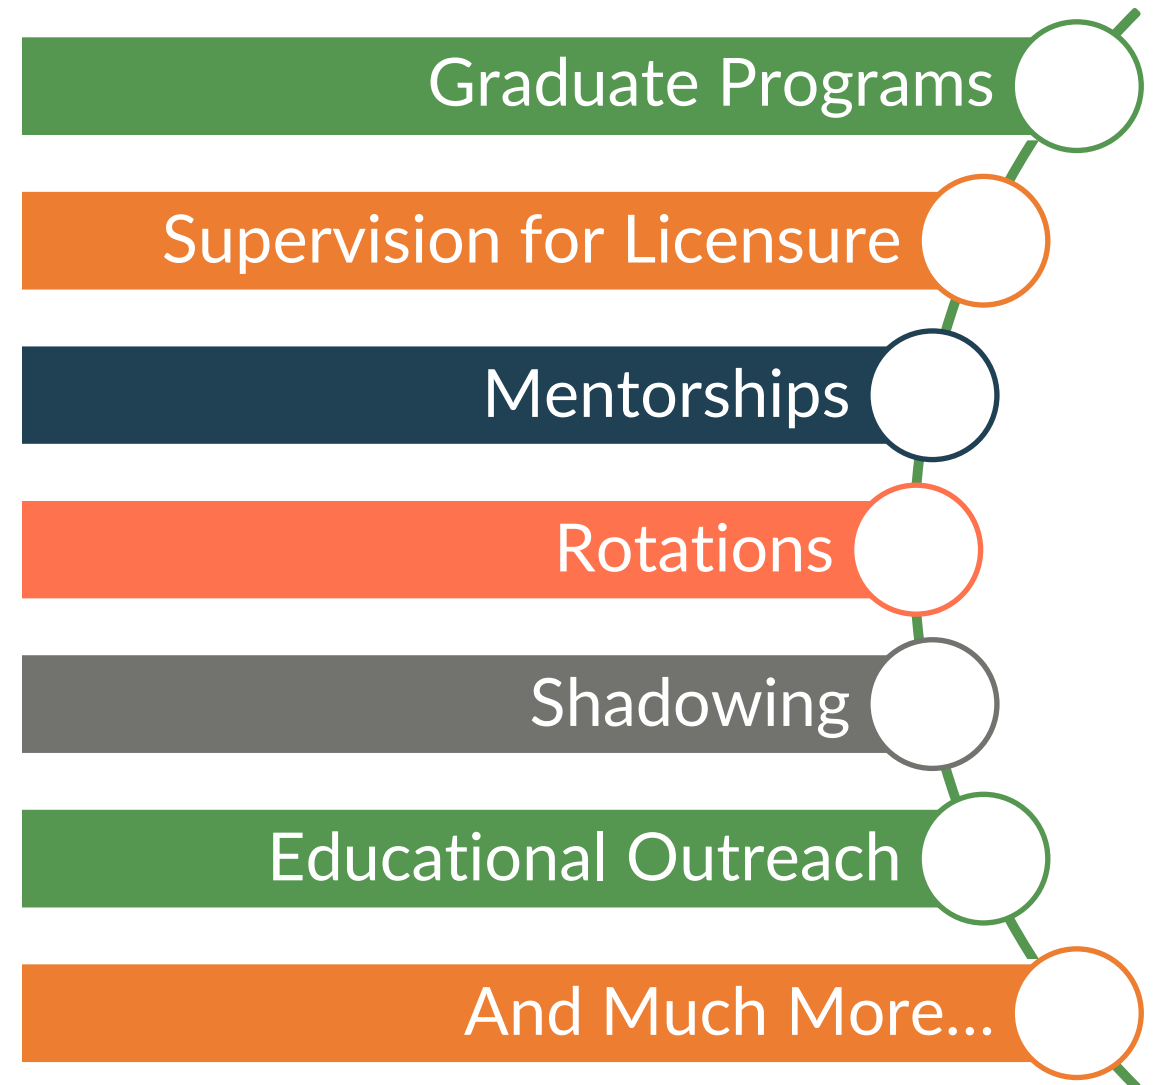 Graduate Programs
Supervision for Licensure
Mentorships
Rotations
Shadowing
Educational Outreach
And Much More...